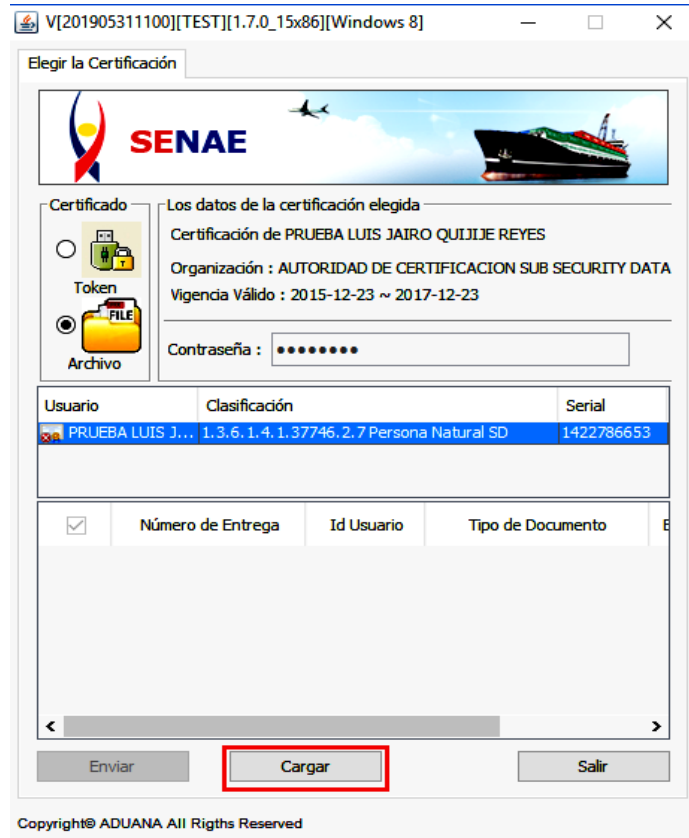 V[201905311100][TEST][1.7.0_15x86][Windows 8]
Elegir la Certificación
SENAE
Certificado
Los datos de la certificación elegida
Certificación de PRUEBA LUIS JAIRO QUIJIJE REYES
Organización : AUTORIDAD DE CERTIFICACION SUB SECURITY DATA
Token
Vigencia Válido : 2015-12-23 ~ 2017-12-23
FILE
Archivo
Contraseña : ●●●●●●●●
Usuario Clasificación Serial
PRUEBA LUIS J... 1.3.6.1.4.1.37746.2.7 Persona Natural SD 1422786653
Número de Entrega Id Usuario Tipo de Documento
Enviar Cargar Salir
Copyright© ADUANA All Rigths Reserved